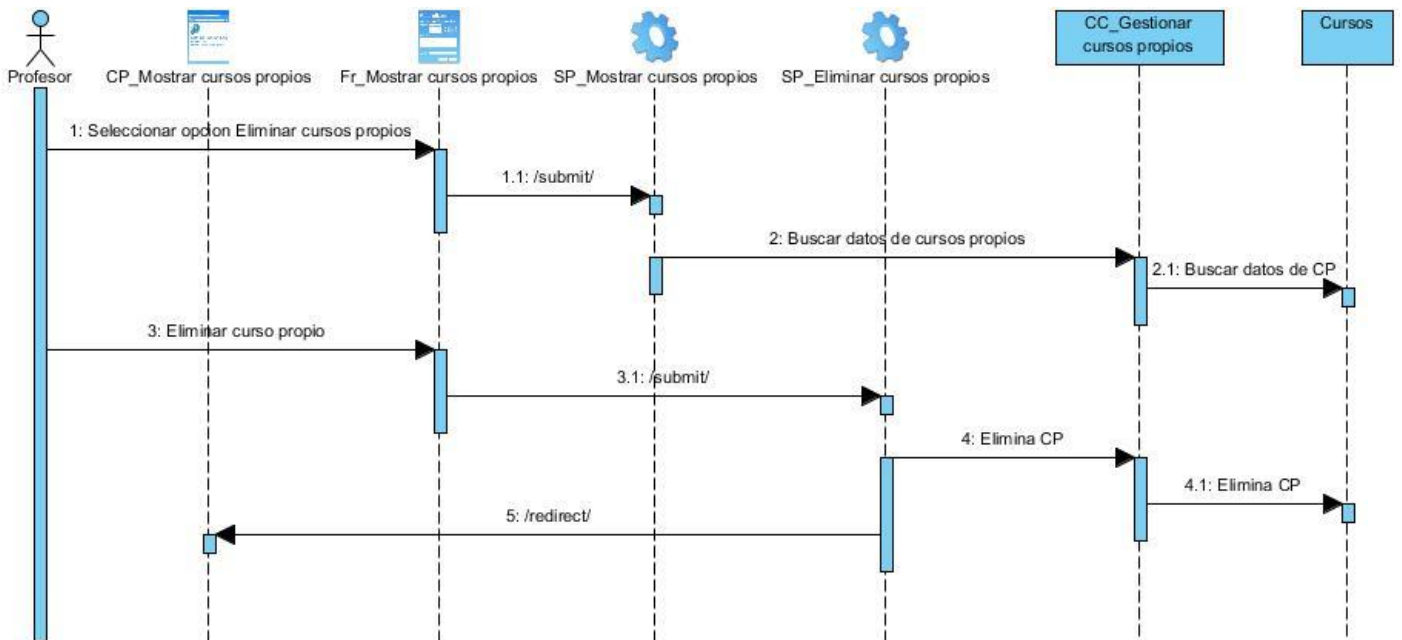 Profesor
CP_Mostrar cursos propios
Fr_Mostrar cursos propios
SP_Mostrar cursos propios
SP_Eliminar cursos propios
CC_Gestionar
cursos propios
Cursos
1: Seleccionar opcion Eliminar cursos propios
1.1: /submit/
2: Buscar datos de cursos propios
2.1: Buscar datos de CP
3: Eliminar curso propio
3.1: /submit/
4: Elimina CP
4.1: Elimina CP
5: /redirect/